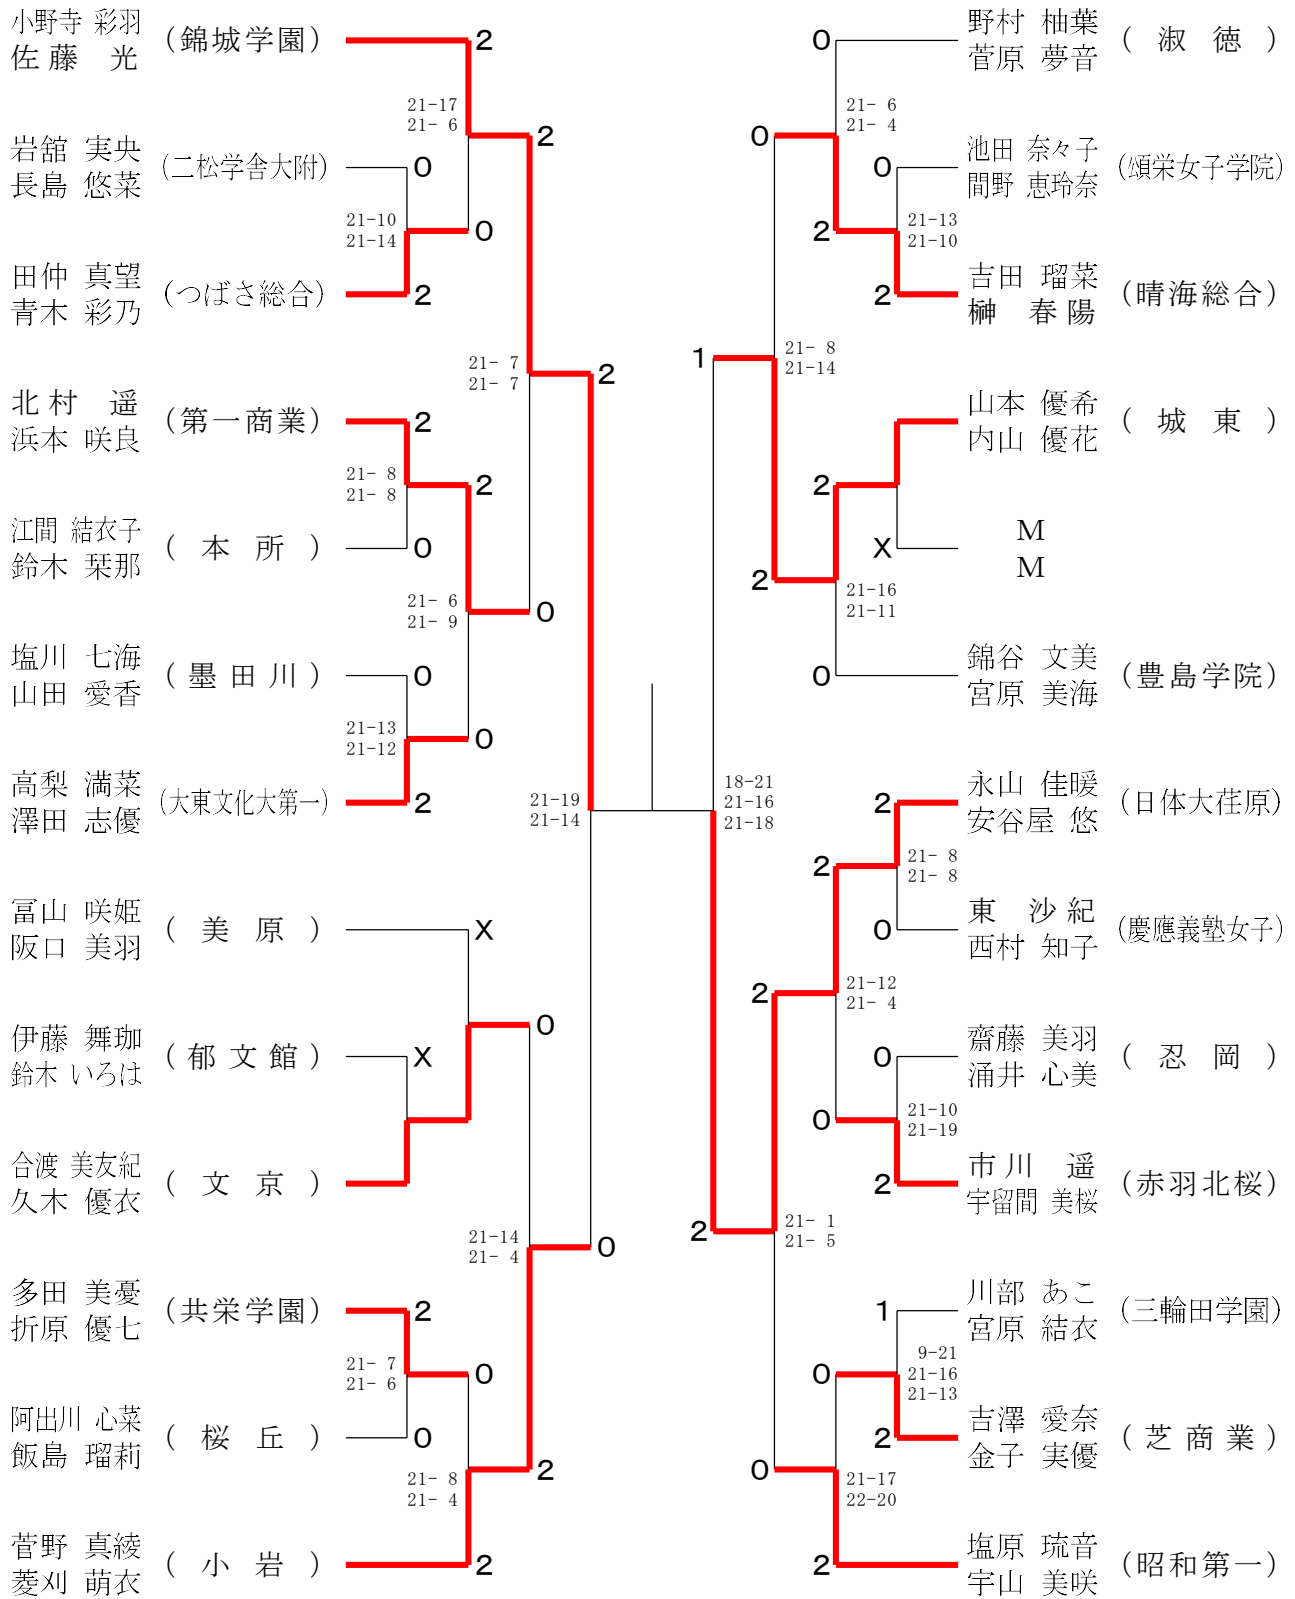 小野寺 彩羽
佐藤　光
(錦城学園)
2
21-17
21- 6
2
岩舘 実央
長島 悠菜
(二松学舎大附)
0
21-10
21-14
0
田仲 真望
青木 彩乃
(つばさ総合)
2
21- 7
21- 7
2
北村　遥
浜本 咲良
(第一商業)
2
21- 8
21- 8
2
江間 結衣子
鈴木 栞那
( 本 所 )
0
21- 6
21- 9
0
塩川 七海
山田 愛香
( 墨田川 )
0
21-13
21-12
0
高梨 満菜
澤田 志優
(大東文化大第一)
2
21-19
21-14
冨山 咲姫
阪口 美羽
( 美 原 )
X
0
伊藤 舞珈
鈴木 いろは
( 郁文館 )
X
合渡 美友紀
久木 優衣
( 文 京 )
21-14
21- 4
0
多田 美憂
折原 優七
(共栄学園)
2
21- 7
21- 6
0
阿出川 心菜
飯島 瑠莉
( 桜 丘 )
0
21- 8
21- 4
2
菅野 真綾
菱刈 萌衣
( 小 岩 )
2
0
野村 柚葉
菅原 夢音
( 淑 徳 )
0
21- 6
21- 4
0
池田 奈々子
間野 恵玲奈
(頌栄女子学院)
2
21-13
21-10
2
吉田 瑠菜
榊　春陽
(晴海総合)
1
21- 8
21-14
山本 優希
内山 優花
( 城 東 )
2
X
M
M
2
21-16
21-11
0
錦谷 文美
宮原 美海
(豊島学院)
18-21
21-16
21-18
2
永山 佳暖
安谷屋 悠
(日体大荏原)
2
21- 8
21- 8
0
東　沙紀
西村 知子
(慶應義塾女子)
2
21-12
21- 4
0
齋藤 美羽
涌井 心美
( 忍 岡 )
0
21-10
21-19
2
市川　遥
宇留間 美桜
(赤羽北桜)
2
21- 1
21- 5
1
川部 あこ
宮原 結衣
(三輪田学園)
0
9-21
21-16
21-13
2
吉澤 愛奈
金子 実優
(芝商業)
0
21-17
22-20
2
塩原 琉音
宇山 美咲
(昭和第一)